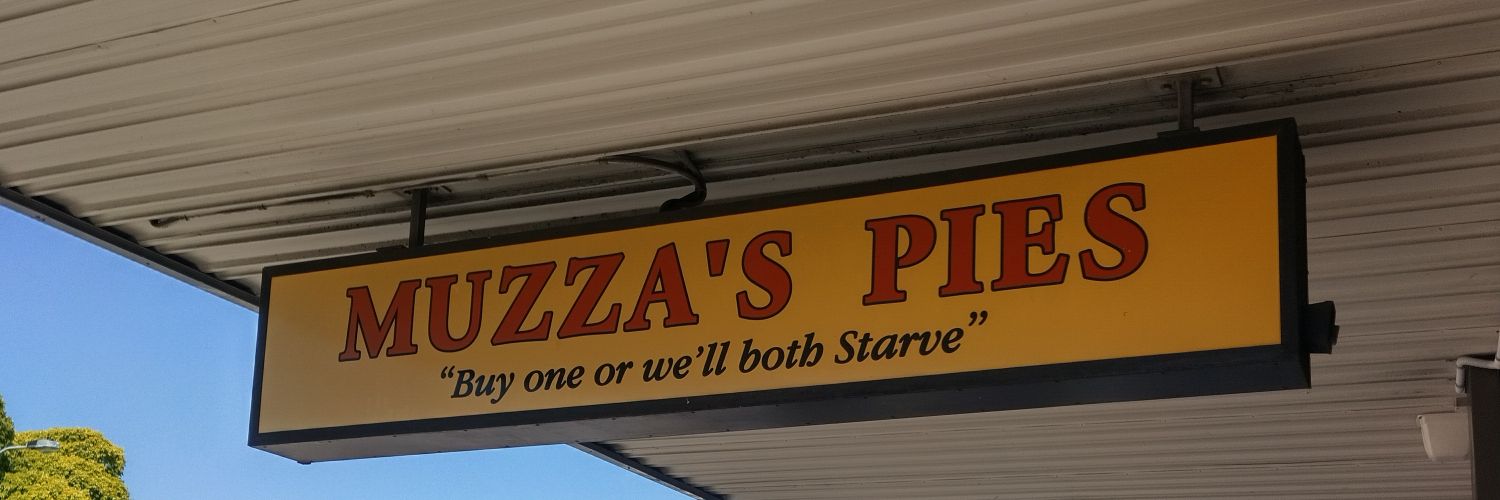 MUZZA'S PIES
“Buy one or we’ll both Starve”